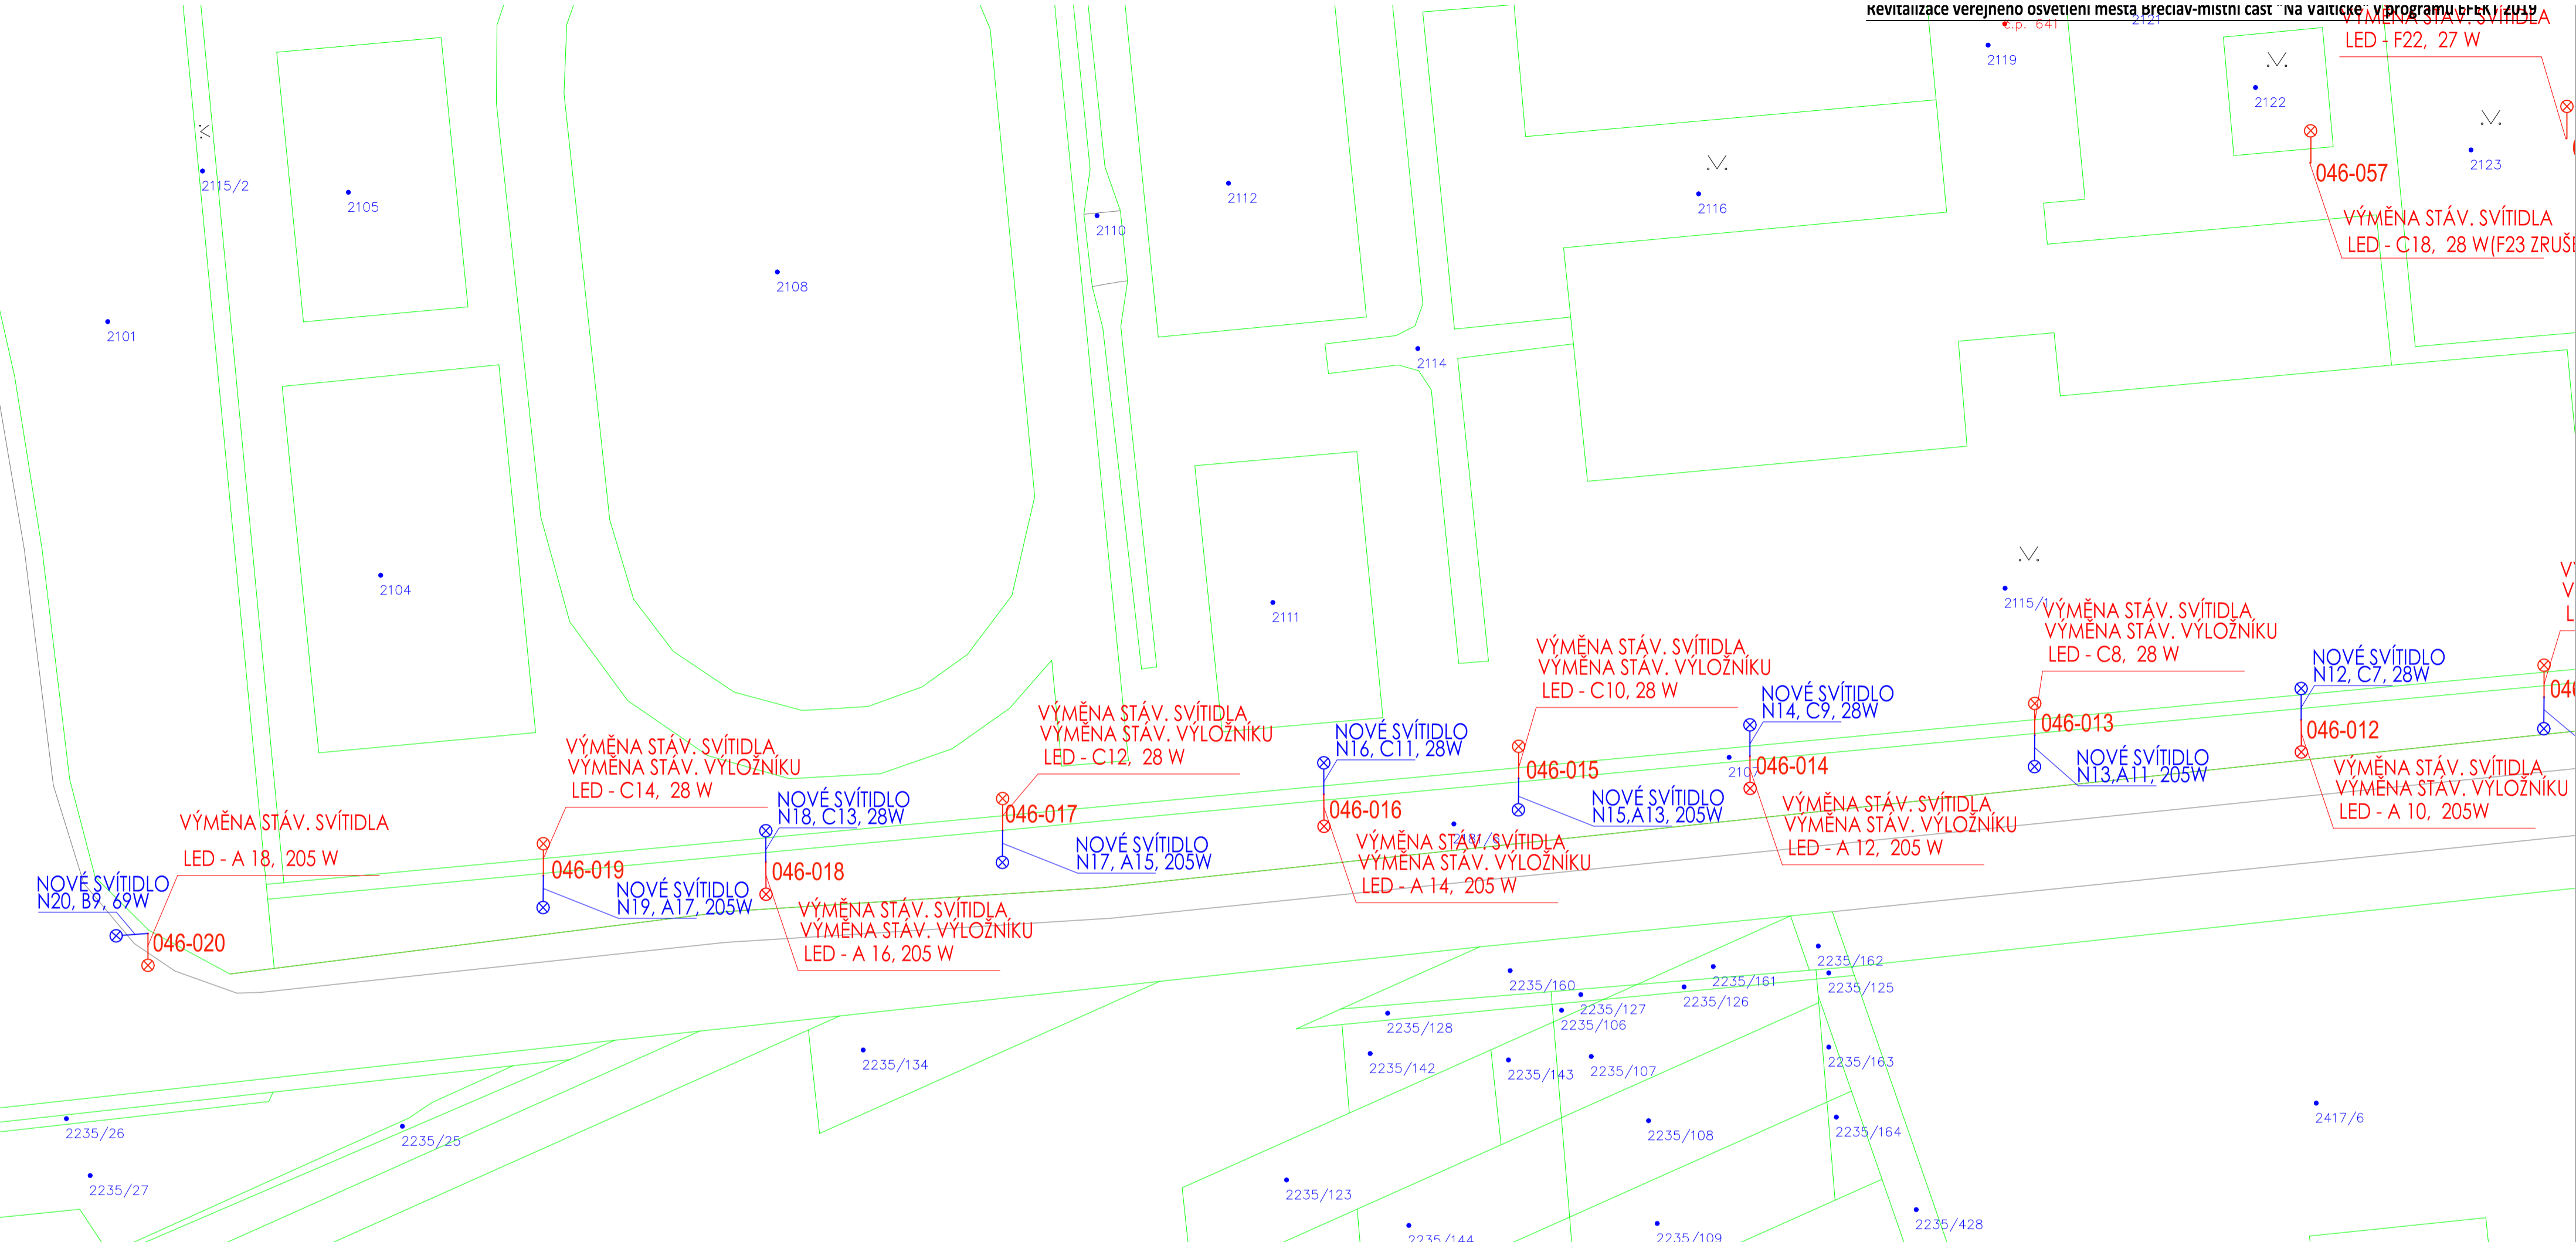 Revitalizace veřejného osvětlení města Břeclav-místní část "Na Valtické" v programu EFEKT 2019
VÝMĚNA STÁV. SVÍTIDLA
LED - F22, 27 W
č.p. 641
2121
2119
2122
2123
046-057
VÝMĚNA STÁV. SVÍTIDLA
LED - C18, 28 W(F23
2115/2
2105
2112
2110
2116
2108
2101
2114
2104
2111
2115/1
VÝMĚNA STÁV. SVÍTIDLA
VÝMĚNA STÁV. VÝLOŽNÍKU
LED - C8, 28 W
046-013
NOVÉ SVÍTIDLO
N13,A11, 205W
NOVÉ SVÍTIDLO
N12, C7, 28W
046-012
VÝMĚNA STÁV. SVÍTIDLA
VÝMĚNA STÁV. VÝLOŽNÍKU
LED - A 10, 205W
VÝMĚNA STÁV. SVÍTIDLA
VÝMĚNA STÁV. VÝLOŽNÍKU
LED - C10, 28 W
046-015
NOVÉ SVÍTIDLO
N15,A13, 205W
NOVÉ SVÍTIDLO
N14, C9, 28W
046-014
VÝMĚNA STÁV. SVÍTIDLA
VÝMĚNA STÁV. VÝLOŽNÍKU
LED - A 12, 205 W
VÝMĚNA STÁV. SVÍTIDLA
VÝMĚNA STÁV. VÝLOŽNÍKU
LED - C12, 28 W
046-017
NOVÉ SVÍTIDLO
N17, A15, 205W
NOVÉ SVÍTIDLO
N16, C11, 28W
046-016
VÝMĚNA STÁV. SVÍTIDLA
VÝMĚNA STÁV. VÝLOŽNÍKU
LED - A 14, 205 W
VÝMĚNA STÁV. SVÍTIDLA
VÝMĚNA STÁV. VÝLOŽNÍKU
LED - C14, 28 W
046-019
NOVÉ SVÍTIDLO
N19, A17, 205W
NOVÉ SVÍTIDLO
N18, C13, 28W
046-018
VÝMĚNA STÁV. SVÍTIDLA
VÝMĚNA STÁV. VÝLOŽNÍKU
LED - A 16, 205 W
VÝMĚNA STÁV. SVÍTIDLA
LED - A 18, 205 W
NOVÉ SVÍTIDLO
N20, B9, 69W
046-020
2235/162
2235/160
2235/161
2235/125
2235/127
2235/126
2235/128
2235/106
2235/134
2235/142
2235/143
2235/107
2235/163
2235/26
2235/25
2235/108
2235/164
2417/6
2235/27
2235/123
2235/428
2235/144
2235/109